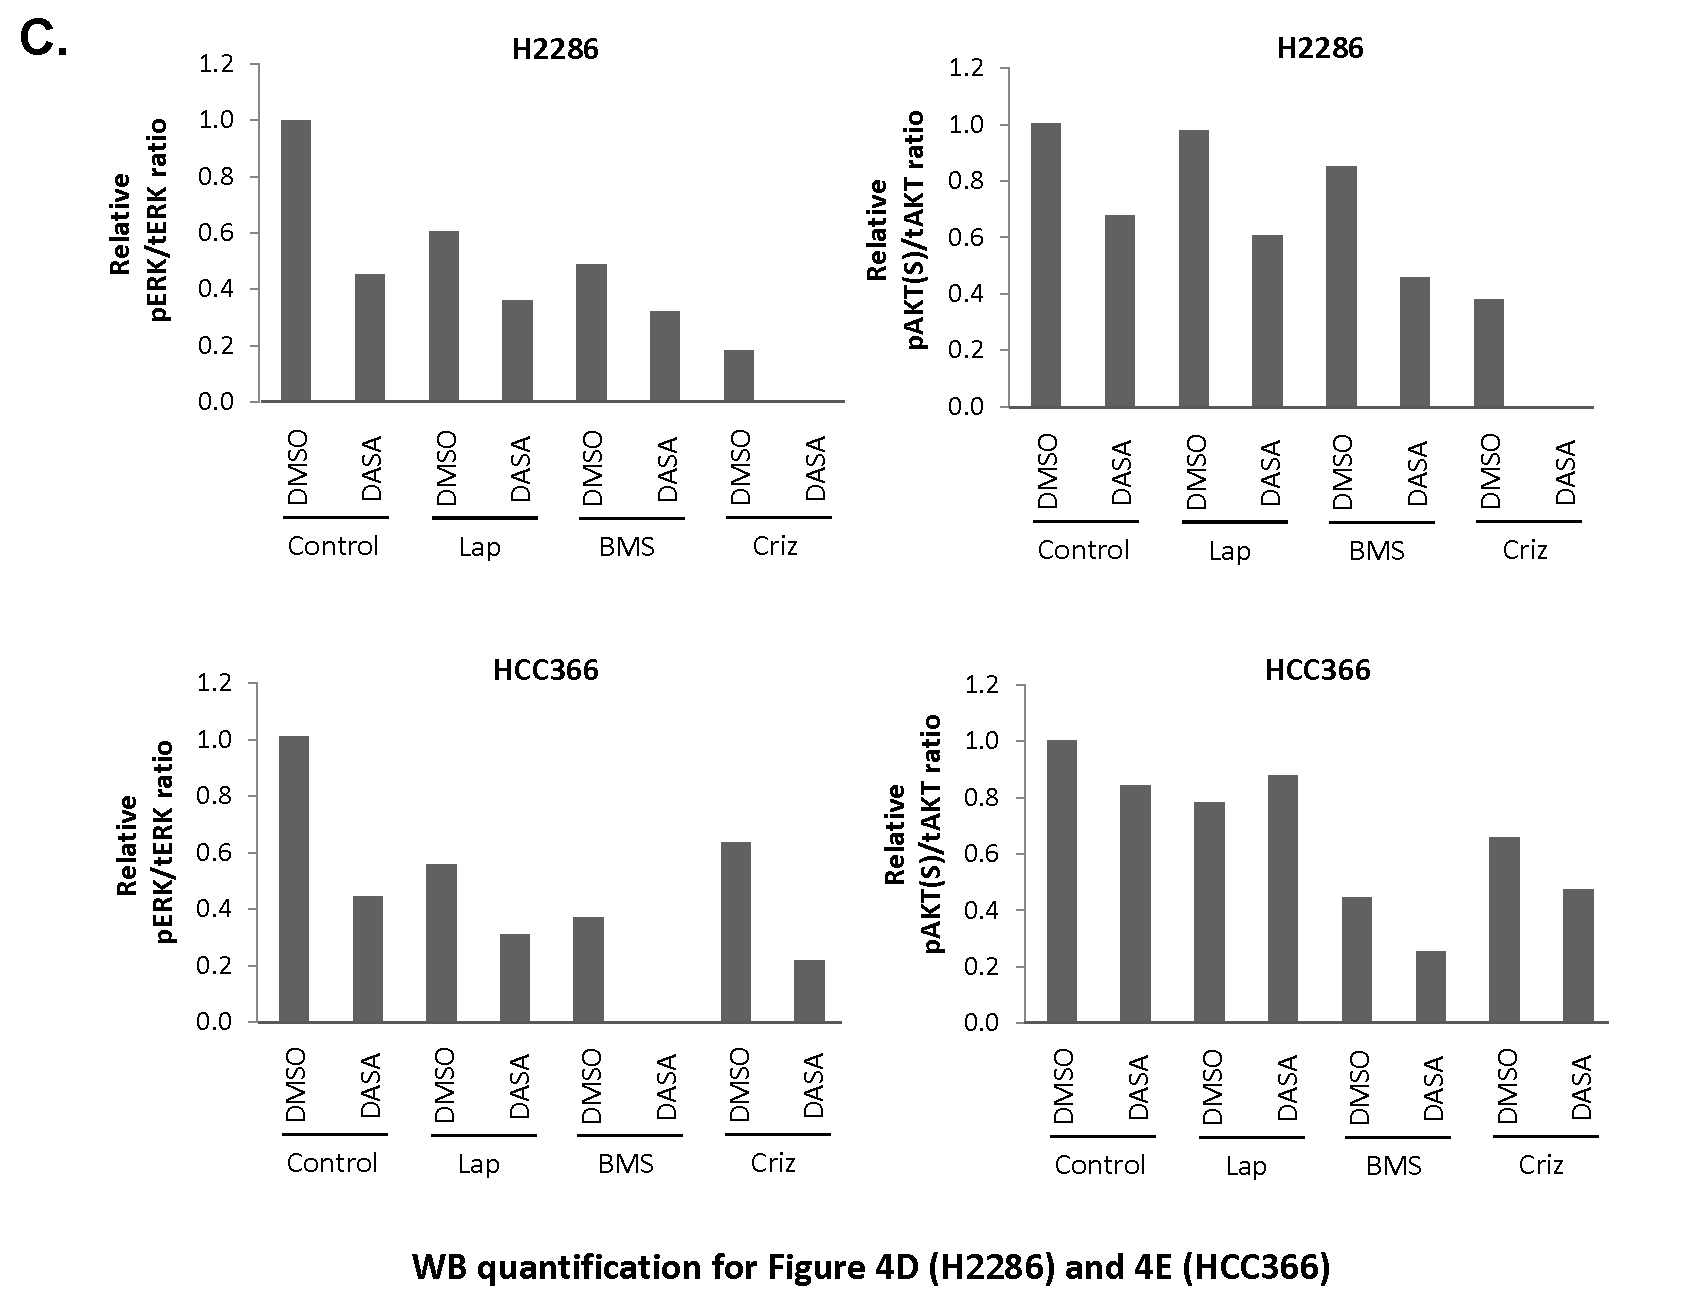 C.
H2286
Relative
pERK/tERK ratio
1.2
1.0
0.8
0.6
0.4
0.2
0.0
DMSO
DASA
DMSO
DASA
DMSO
DASA
DMSO
DASA
Control
Lap
BMS
Criz
H2286
Relative
pAKT(S)/tAKT ratio
1.2
1.0
0.8
0.6
0.4
0.2
0.0
DMSO
DASA
DMSO
DASA
DMSO
DASA
DMSO
DASA
Control
Lap
BMS
Criz
HCC366
Relative
pERK/tERK ratio
1.2
1.0
0.8
0.6
0.4
0.2
0.0
DMSO
DASA
DMSO
DASA
DMSO
DASA
DMSO
DASA
Control
Lap
BMS
Criz
HCC366
Relative
pAKT(S)/tAKT ratio
1.2
1.0
0.8
0.6
0.4
0.2
0.0
DMSO
DASA
DMSO
DASA
DMSO
DASA
DMSO
DASA
Control
Lap
BMS
Criz
WB quantification for Figure 4D (H2286) and 4E (HCC366)